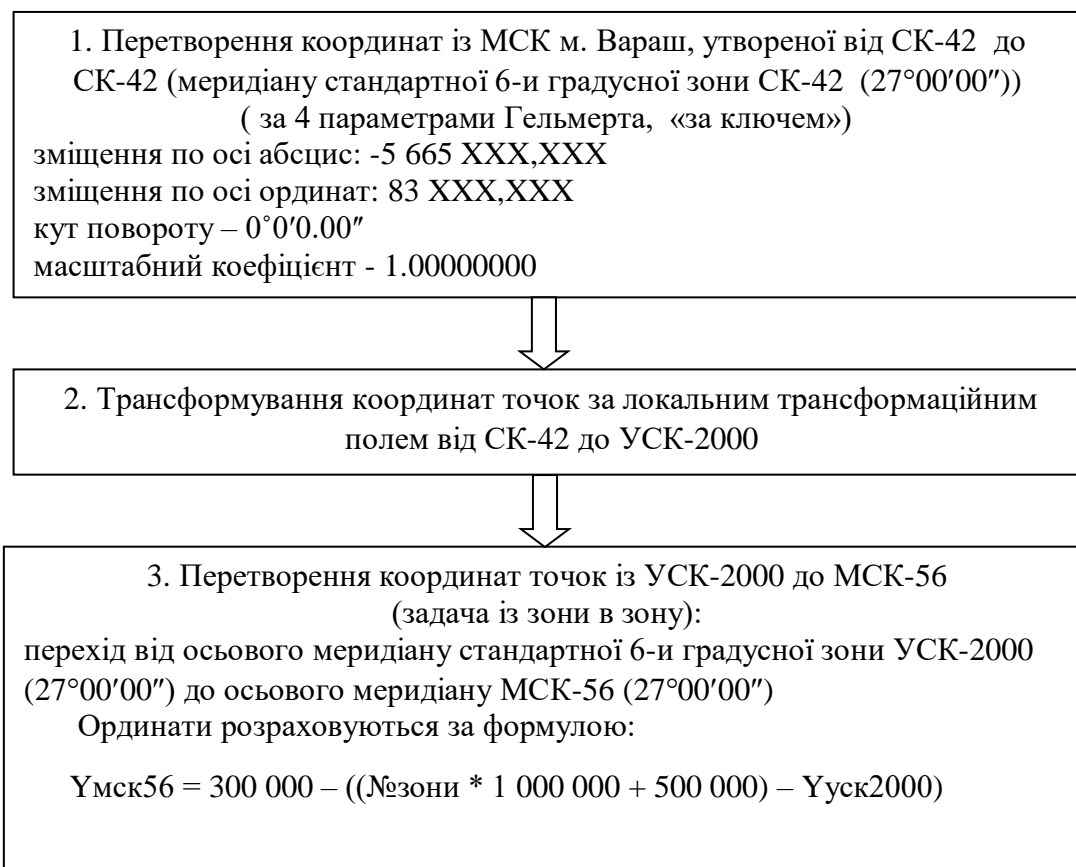 1. Перетворення координат із МСК м. Вараш, утвореної від СК-42 до
СК-42 (меридіану стандартної 6-и градусної зони СК-42 (27°00′00″))
( за 4 параметрами Гельмерта, «за ключем»)
зміщення по осі абсцис: -5 665 ХХХ,ХХХ
зміщення по осі ординат: 83 ХХХ,ХХХ
кут повороту – 0˚0′0.00″
масштабний коефіцієнт - 1.00000000
2. Трансформування координат точок за локальним трансформаційним
полем від СК-42 до УСК-2000
3. Перетворення координат точок із УСК-2000 до МСК-56
(задача із зони в зону):
перехід від осьового меридіану стандартної 6-и градусної зони УСК-2000
(27°00′00″) до осьового меридіану МСК-56 (27°00′00″)
Ординати розраховуються за формулою:
Yмск56 = 300 000 – ((№зони * 1 000 000 + 500 000) – Yуск2000)